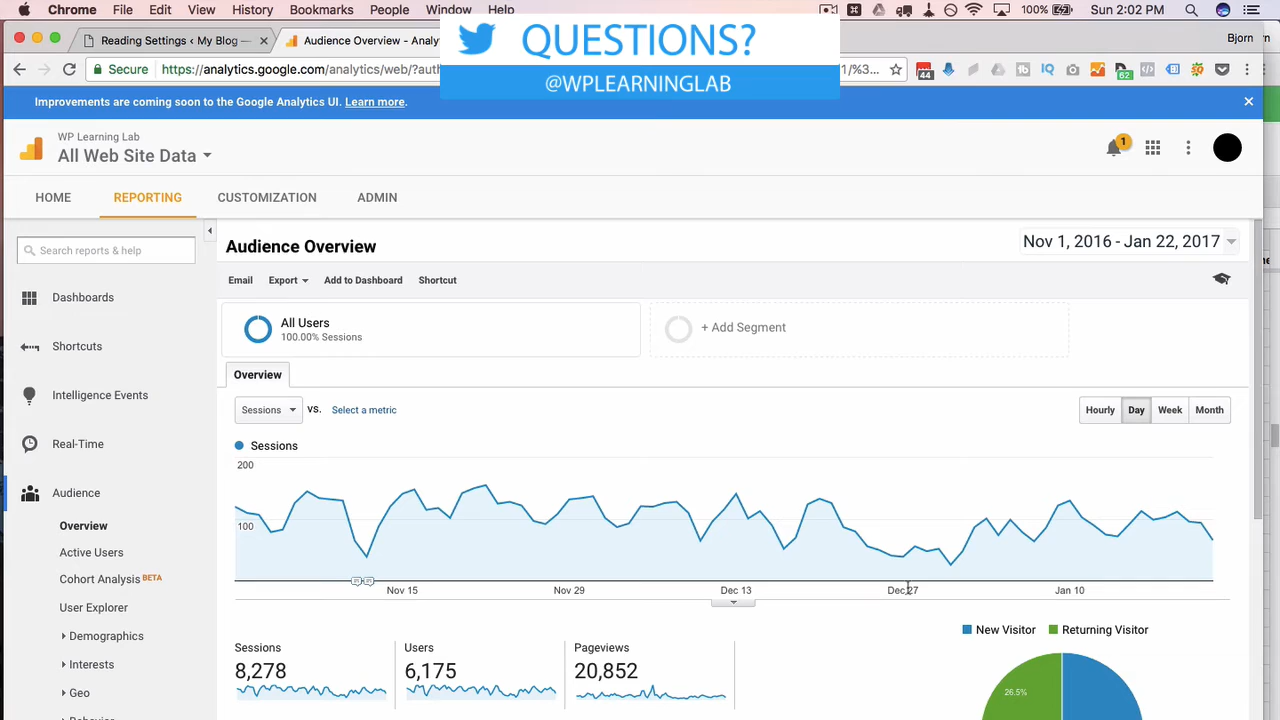 Chrome File Edit View History Bookmarks People Window Help 100% Sun 2:02 PM
QUESTIONS?
@WPLEARNINGLAB
Reading Settings ‹ My Blog —
Audience Overview - Analy
Bjorn
Secure https://analytics.google.com/analytics/web/?aut
1/%3...
44
62
Improvements are coming soon to the Google Analytics UI. Learn more.
WP Learning Lab
All Web Site Data
1
HOME REPORTING CUSTOMIZATION ADMIN
Search reports & help
Dashboards
Shortcuts
Intelligence Events
Real-Time
Audience
Overview
Active Users
Cohort Analysis BETA
User Explorer
Demographics
Interests
Geo
Audience Overview
Nov 1, 2016 - Jan 22, 2017
Email Export Add to Dashboard Shortcut
All Users
100.00% Sessions
+ Add Segment
Overview
Sessions VS. Select a metric
Hourly Day Week Month
Sessions
200
100
Nov 15 Nov 29 Dec 13 Dec 27 Jan 10
New Visitor Returning Visitor
Sessions
8,278
Users
6,175
Pageviews
20,852
26.5%